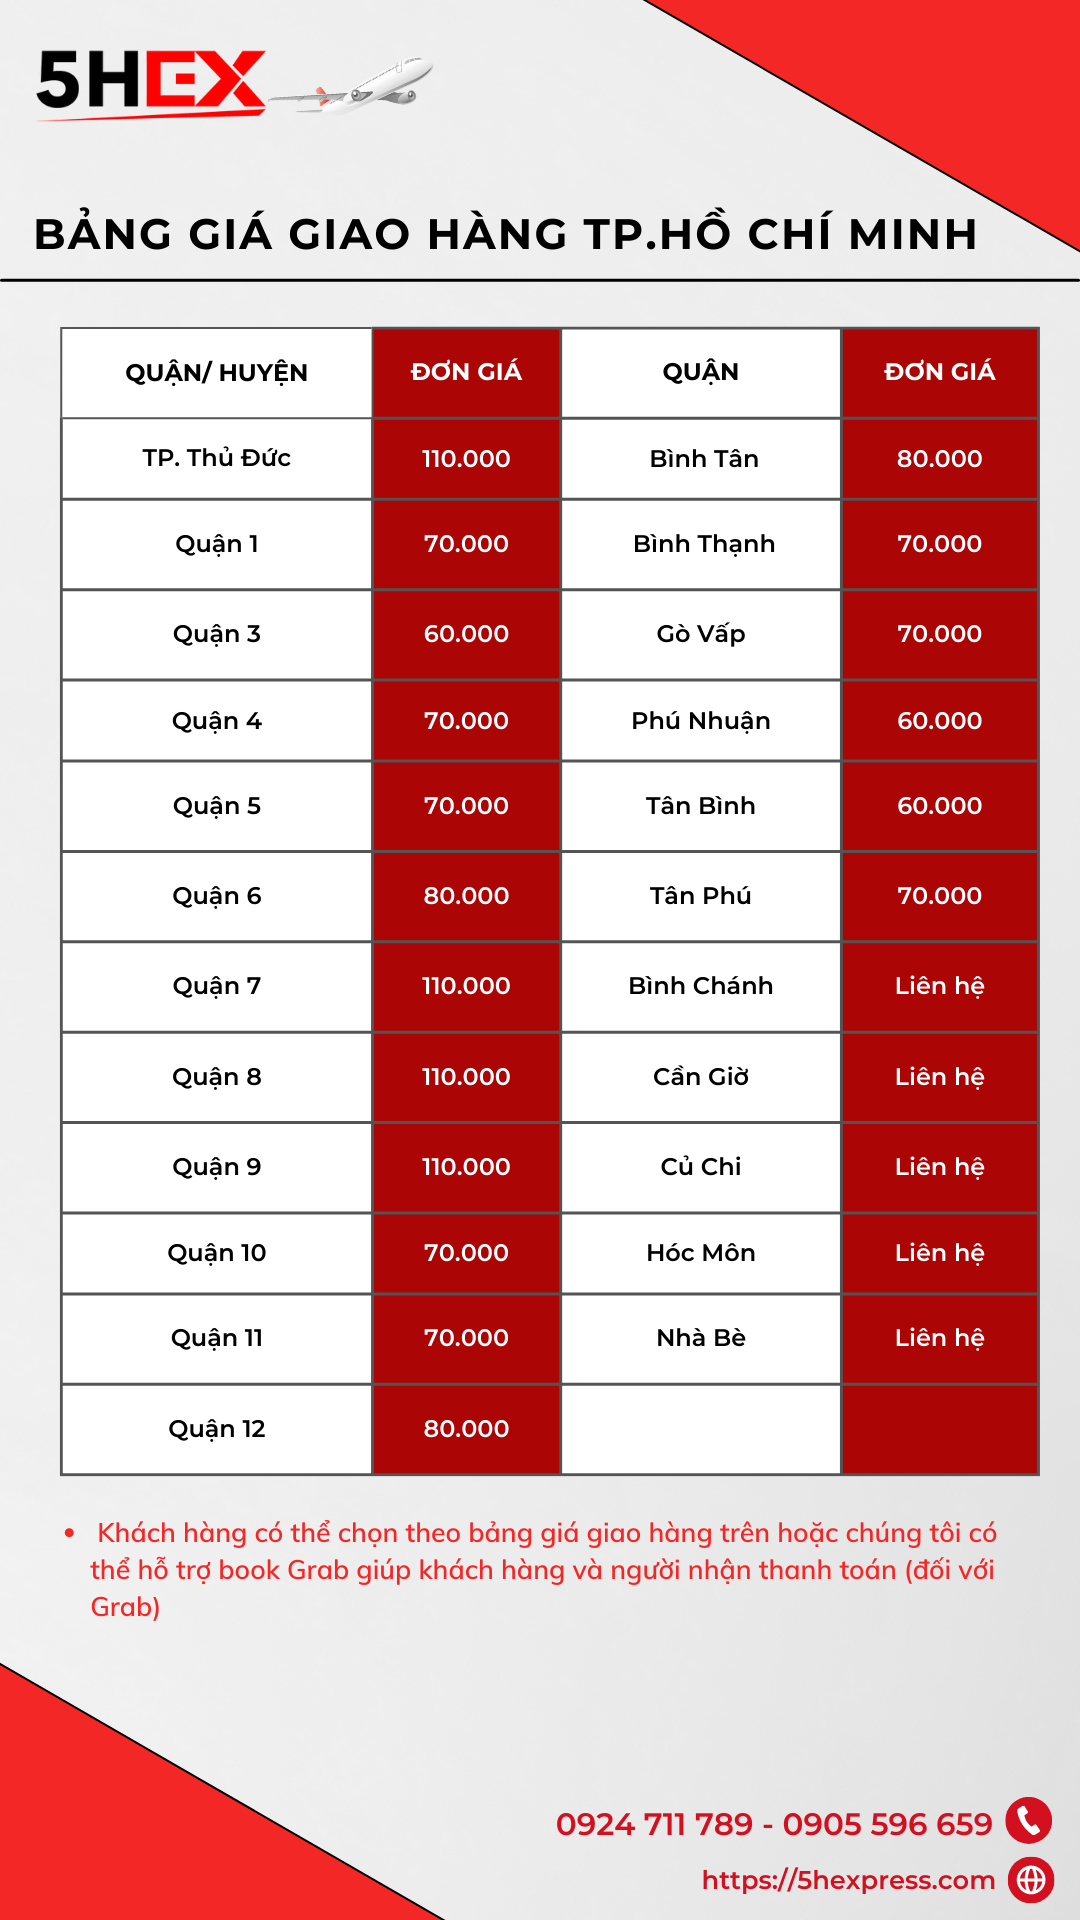 5HEX
BẢNG GIÁ GIAO HÀNG TP.HỒ CHÍ MINH
QUẬN/ HUYỆN ĐƠN GIÁ QUẬN ĐƠN GIÁ
TP. Thủ Đức 110.000 Bình Tân 80.000
Quận 1 70.000 Bình Thạnh 70.000
Quận 3 60.000 Gò Vấp 70.000
Quận 4 70.000 Phú Nhuận 60.000
Quận 5 70.000 Tân Bình 60.000
Quận 6 80.000 Tân Phú 70.000
Quận 7 110.000 Bình Chánh Liên hệ
Quận 8 110.000 Cần Giờ Liên hệ
Quận 9 110.000 Củ Chi Liên hệ
Quận 10 70.000 Hóc Môn Liên hệ
Quận 11 70.000 Nhà Bè Liên hệ
Quận 12 80.000
• Khách hàng có thể chọn theo bảng giá giao hàng trên hoặc chúng tôi có
thể hỗ trợ book Grab giúp khách hàng và người nhận thanh toán (đối với
Grab)
0924 711 789 - 0905 596 659
https://5hexpress.com